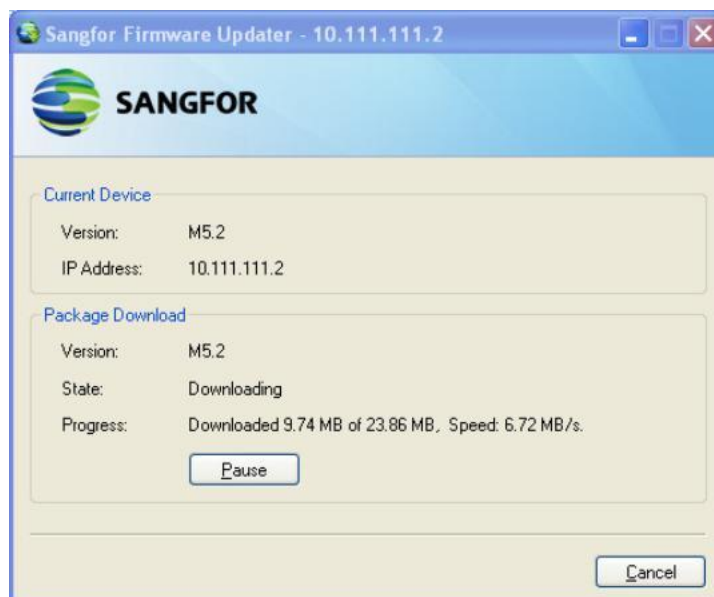 Sangfor Firmware Updater - 10.111.111.2
SANGFOR
Current Device
Version: M5.2
IP Address: 10.111.111.2
Package Download
Version: M5.2
State: Downloading
Progress: Downloaded 9.74 MB of 23.86 MB, Speed: 6.72 MB/s.
Pause
Cancel